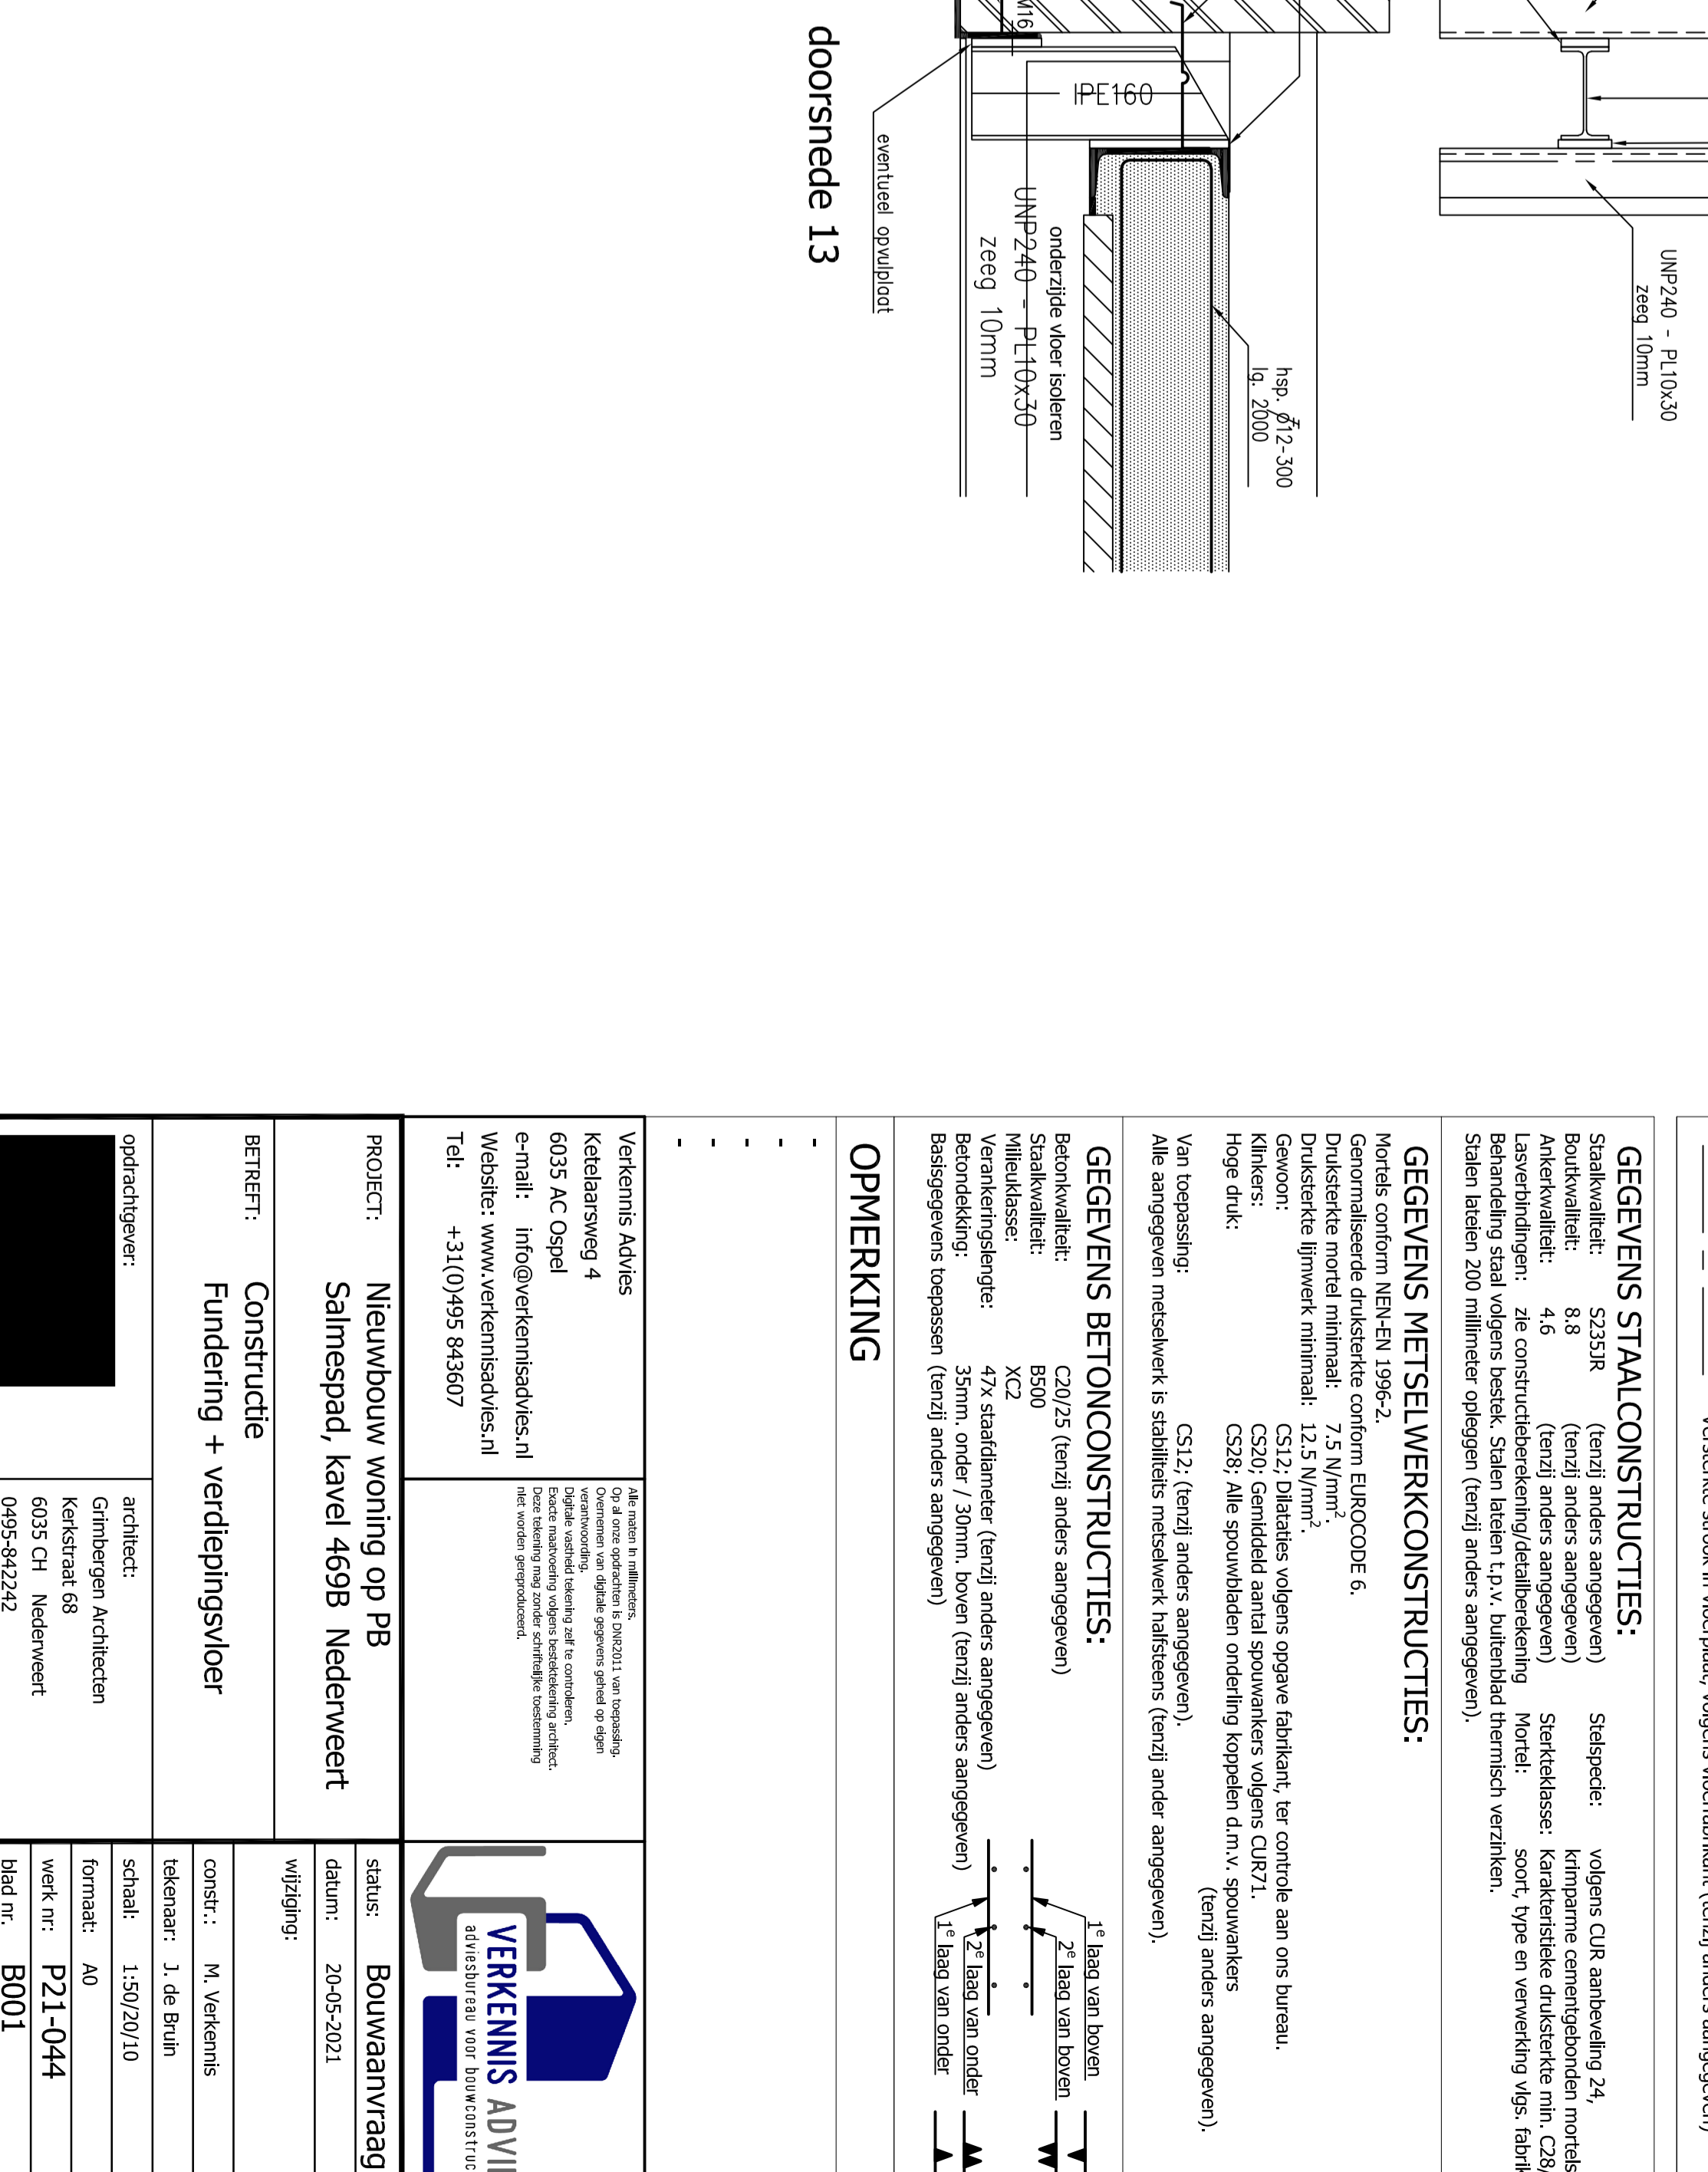 UNP240 - PL10x30
zeeg 10mm
hsp. Ø12-300
lg. 2000
M16
IPE160
onderzijde vloer isoleren
UNP240 - PL10x30
zeeg 10mm
eventueel opvulplaat
doorsnede 13
GEGEVENS STAALCONSTRUCTIES:
Staalkwaliteit: S235JR (tenzij anders aangegeven) Stelspecie: volgens CUR aanbeveling 24,
Boutkwaliteit: 8.8 (tenzij anders aangegeven) krimparme cementgebonden mortels
Ankerkwaliteit: 4.6 (tenzij anders aangegeven) Sterkteklasse: Karakteristieke druksterkte min. C28/
Lasverbindingen: zie constructieberekening/detailberekening Mortel: soort, type en verwerking vlgs. fabrik
Behandeling staal volgens bestek. Stalen lateien t.p.v. buitenblad thermisch verzinken.
Stalen lateien 200 millimeter opleggen (tenzij anders aangegeven).
GEGEVENS METSELWERKCONSTRUCTIES:
Mortels conform NEN-EN 1996-2.
Genormaliseerde druksterkte conform EUROCODE 6.
Druksterkte mortel minimaal: 7.5 N/mm².
Druksterkte lijmwerk minimaal: 12.5 N/mm².
Gewoon: CS12; Dilataties volgens opgave fabrikant, ter controle aan ons bureau.
Klinkers: CS20; Gemiddeld aantal spouwankers volgens CUR71.
Hoge druk: CS28; Alle spouwbladen onderling koppelen d.m.v. spouwankers
(tenzij anders aangegeven).
Van toepassing: CS12; (tenzij anders aangegeven).
Alle aangegeven metselwerk is stabiliteits metselwerk halfsteens (tenzij ander aangegeven).
GEGEVENS BETONCONSTRUCTIES:
Betonkwaliteit: C20/25 (tenzij anders aangegeven)
Staalkwaliteit: B500
Milieuklasse: XC2
Verankeringslengte: 47x staafdiameter (tenzij anders aangegeven)
Betondekking: 35mm. onder / 30mm. boven (tenzij anders aangegeven)
Basisgegevens toepassen (tenzij anders aangegeven)
1e laag van boven
2e laag van boven
2e laag van onder
1e laag van onder
OPMERKING
-
-
-
-
-
Verkennis Advies
Ketelaarsweg 4
6035 AC Ospel
e-mail: info@verkennisadvies.nl
Website: www.verkennisadvies.nl
Tel: +31(0)495 843607
Alle maten in millimeters.
Op al onze opdrachten is DNR2011 van toepassing.
Overnemen van digitale gegevens geheel op eigen
verantwoording.
Digitale vastheid tekening zelf te controleren.
Exacte maatvoering volgens bestektekening architect.
Deze tekening mag zonder schriftelijke toestemming
niet worden gereproduceerd.
VERKENNIS ADVI
adviesbureau voor bouwconstruc
PROJECT: Nieuwbouw woning op PB
Salmespad, kavel 469B Nederweert
BETREFT: Constructie
Fundering + verdiepingsvloer
opdrachtgever:
architect:
Grimbergen Architecten
Kerkstraat 68
6035 CH Nederweert
0495-842242
status: Bouwaanvraag
datum: 20-05-2021
wijziging:
constr.: M. Verkennis
tekenaar: J. de Bruin
schaal: 1:50/20/10
formaat: A0
werk nr: P21-044
blad nr. B001